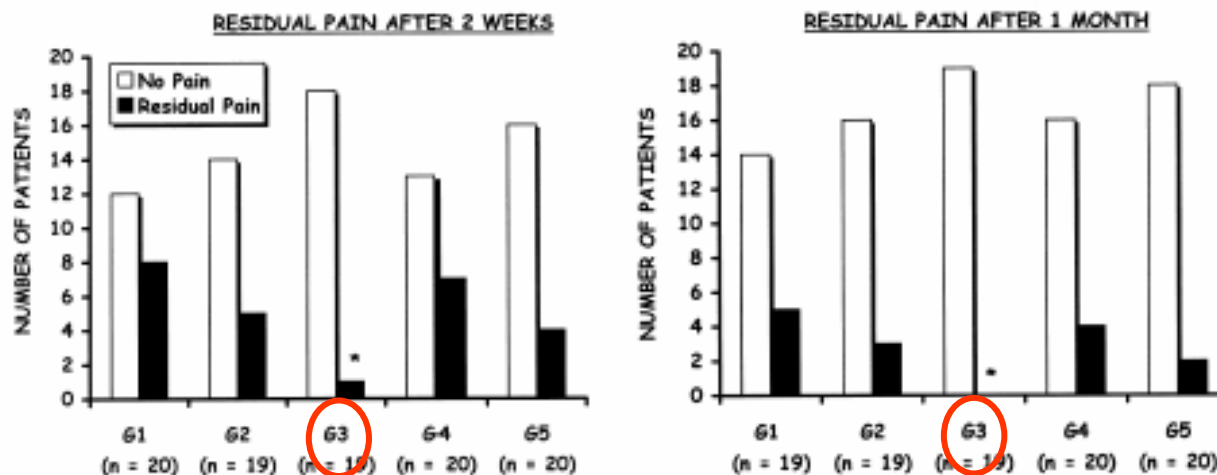 RESIDUAL PAIN AFTER 2 WEEKS
NUMBER OF PATIENTS
20
18
16
14
12
10
8
6
4
2
0
No Pain
Residual Pain
*
G1 G2 G3 G4 G5
(n = 20) (n = 19) (n = 19) (n = 20) (n = 20)
RESIDUAL PAIN AFTER 1 MONTH
NUMBER OF PATIENTS
20
18
16
14
12
10
8
6
4
2
0
*
G1 G2 G3 G4 G5
(n = 19) (n = 19) (n = 19) (n = 20) (n = 20)